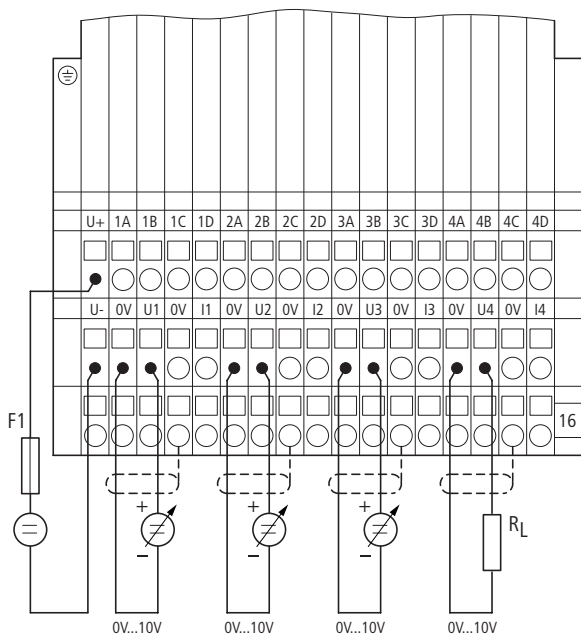 U+ 1A 1B 1C 1D 2A 2B 2C 2D 3A 3B 3C 3D 4A 4B 4C 4D
U- 0V U1 0V I1 0V U2 0V I2 0V U3 0V I3 0V U4 0V I4
16
F1
+ + +
RL
– – –
0V...10V 0V...10V 0V...10V 0V...10V